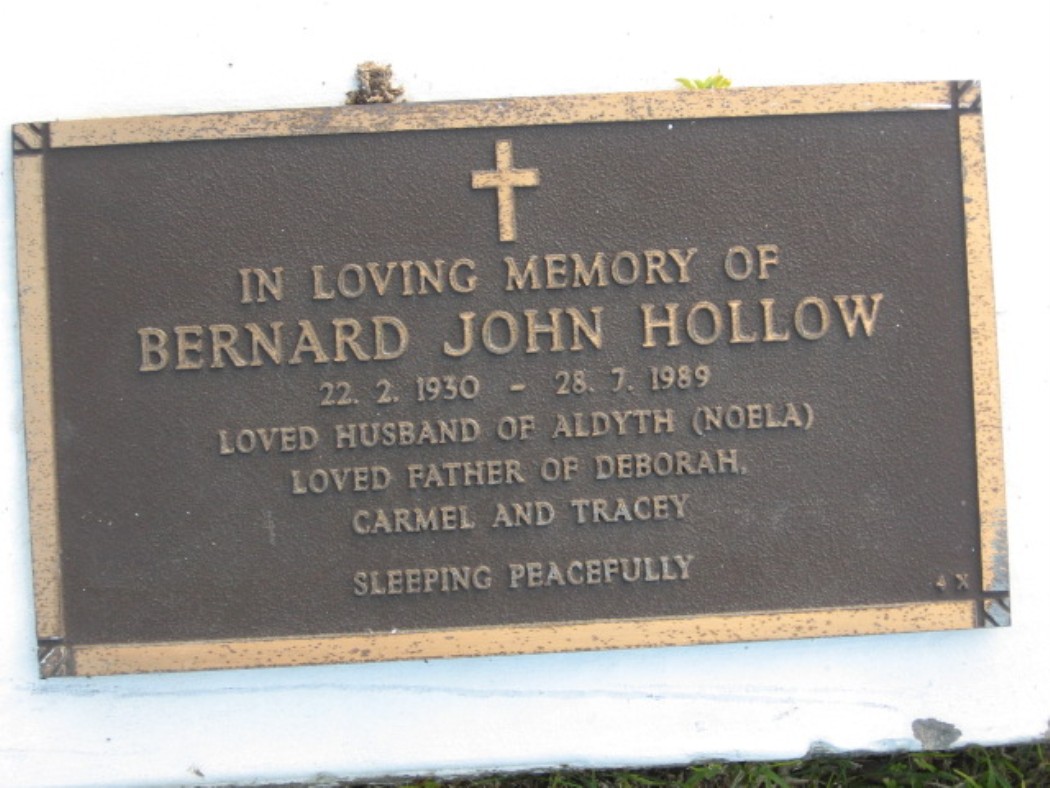 IN LOVING MEMORY OF
BERNARD JOHN HOLLOW
22. 2. 1930 - 28. 7. 1989
LOVED HUSBAND OF ALDYTH (NOELA)
LOVED FATHER OF DEBORAH,
CARMEL AND TRACEY
SLEEPING PEACEFULLY
4 X